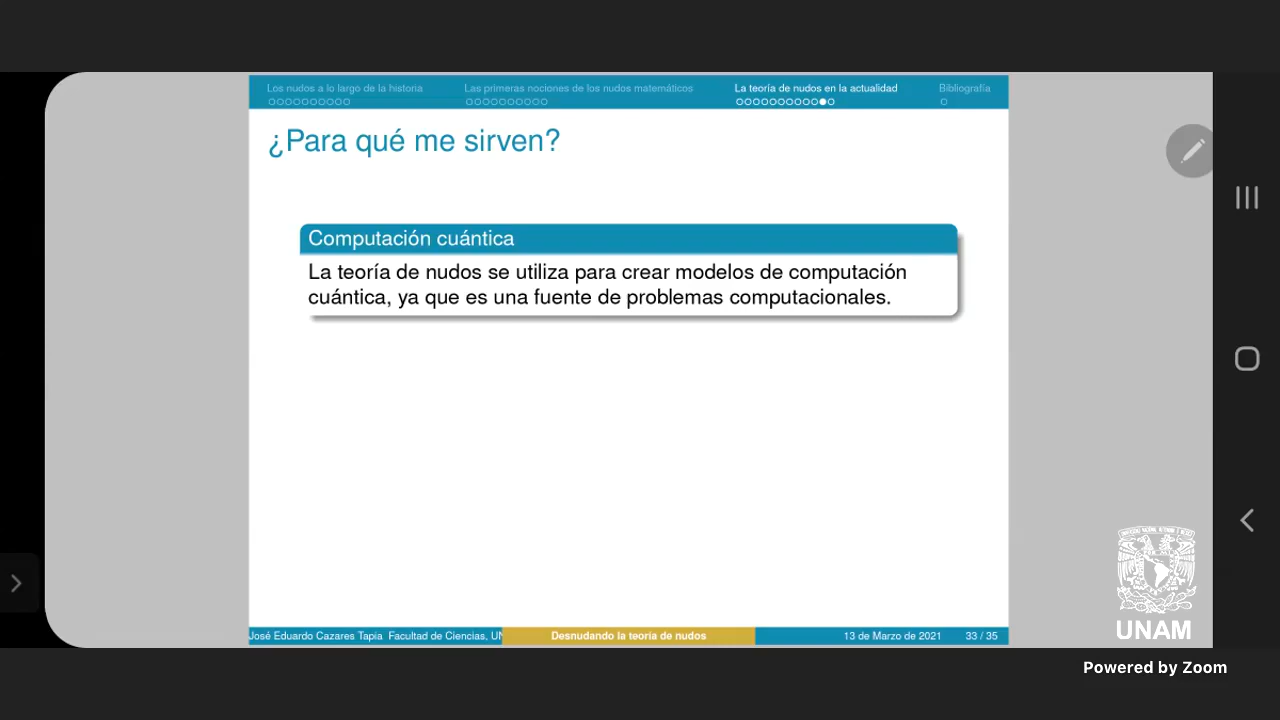 Los nudos a lo largo de la historia
Las primeras nociones de los nudos matemáticos
La teoría de nudos en la actualidad
Bibliografía
¿Para qué me sirven?
Computación cuántica
La teoría de nudos se utiliza para crear modelos de computación
cuántica, ya que es una fuente de problemas computacionales.
José Eduardo Cazares Tapia Facultad de Ciencias, UN
Desnudando la teoría de nudos
13 de Marzo de 2021
33 / 35
UNAM
Powered by Zoom